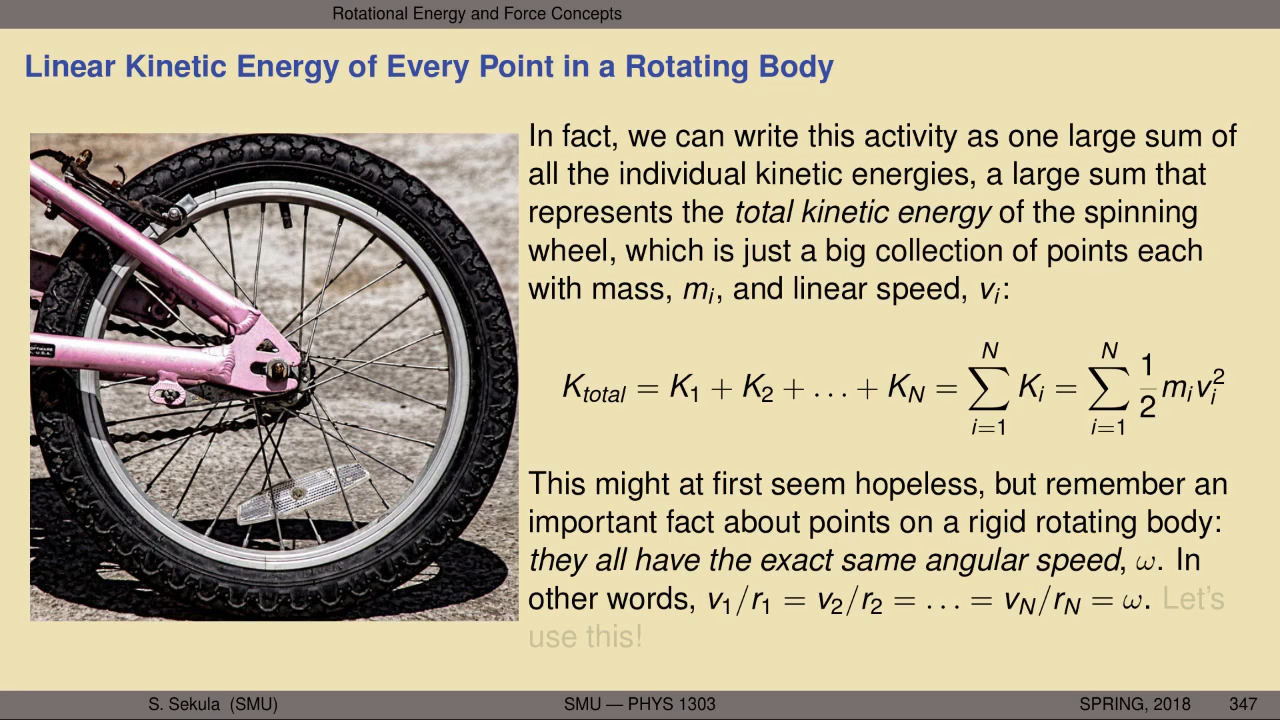 Rotational Energy and Force Concepts
Linear Kinetic Energy of Every Point in a Rotating Body
In fact, we can write this activity as one large sum of
all the individual kinetic energies, a large sum that
represents the total kinetic energy of the spinning
wheel, which is just a big collection of points each
with mass, mᵢ, and linear speed, vᵢ:
K_total = K₁ + K₂ + … + K_N = ∑_{i=1}^{N} Kᵢ = ∑_{i=1}^{N} ½ mᵢvᵢ²
This might at first seem hopeless, but remember an
important fact about points on a rigid rotating body:
they all have the exact same angular speed, ω. In
other words, v₁/r₁ = v₂/r₂ = … = v_N/r_N = ω. Let's
use this!
S. Sekula (SMU) SMU — PHYS 1303 SPRING, 2018 347